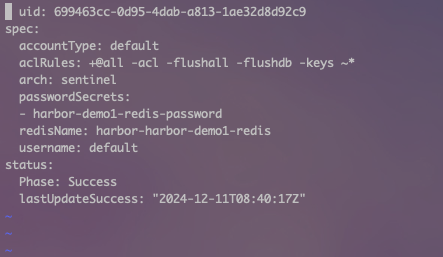 uid: 699463cc-0d95-4dab-a813-1ae32d8d92c9
spec:
  accountType: default
  aclRules: +@all -acl -flushall -flushdb -keys ~*
  arch: sentinel
  passwordSecrets:
  - harbor-demo1-redis-password
  redisName: harbor-harbor-demo1-redis
  username: default
status:
  Phase: Success
  lastUpdateSuccess: "2024-12-11T08:40:17Z"
~
~
~